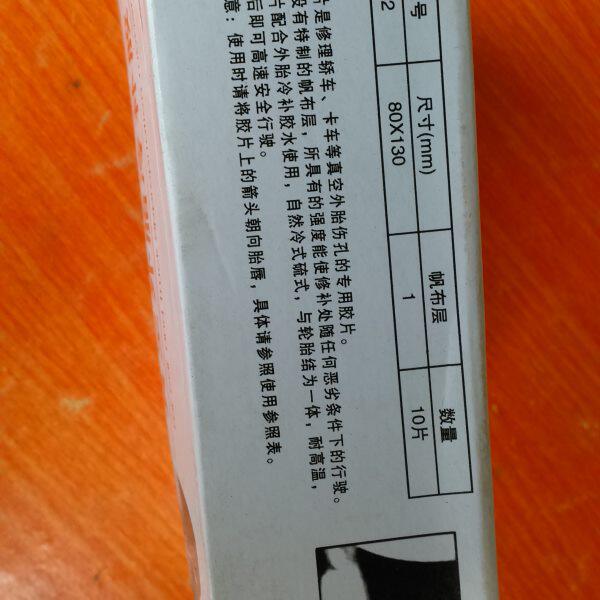 号 尺寸(mm) 帆布层 数量
2 80X130 1 10片
片是修理轿车、卡车等真空外胎伤孔的专用胶片。
没有特制的帆布层，所具有的强度能使修补处随任何恶劣条件下的行驶。
片配合外胎冷补胶水使用，自然冷式硫式，与轮胎结为一体，耐高温，
后即可高速安全行驶。
意：使用时请将胶片上的箭头朝向胎唇，具体请参照使用参照表。